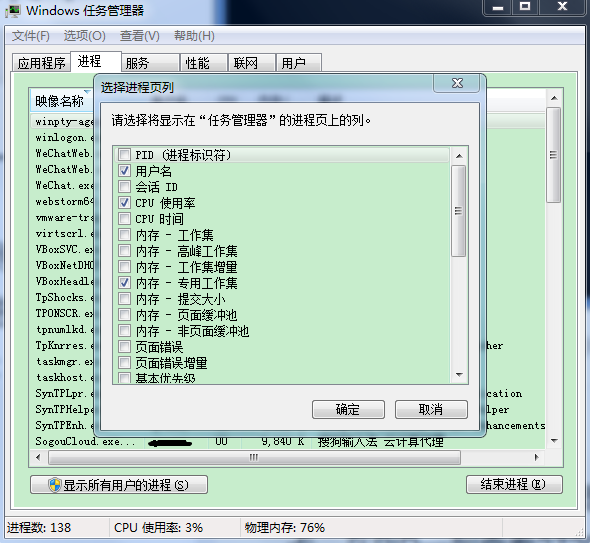 Windows 任务管理器
文件(F) 选项(O) 查看(V) 帮助(H)
应用程序 进程 服务 性能 联网 用户
选择进程页列
请选择将显示在“任务管理器”的进程页上的列。
PID (进程标识符)
用户名
会话 ID
CPU 使用率
CPU 时间
内存 - 工作集
内存 - 高峰工作集
内存 - 工作集增量
内存 - 专用工作集
内存 - 提交大小
内存 - 页面缓冲池
内存 - 非页面缓冲池
页面错误
页面错误增量
基本优先级
确定 取消
映像名称
winpty-age
winlogon.e
WeChatWeb.
WeChatWeb.
WeChat.exe
webstorm64
vmware-tra
virtscrl.e
VBoxSVC.ex
VBoxNetDHC
VBoxHeadle
TpShocks.e
TPONSCR.ex
tpnumlkd.e
TpKnrres.e her
taskmgr.ex
taskhost.e
SynTPLpr.e cation
SynTPHelpe lper
SynTPEnh.e hancements
SogouCloud.e... 00 9,840 K 搜狗输入法 云计算代理
显示所有用户的进程(S) 结束进程(E)
进程数: 138 CPU 使用率: 3% 物理内存: 76%